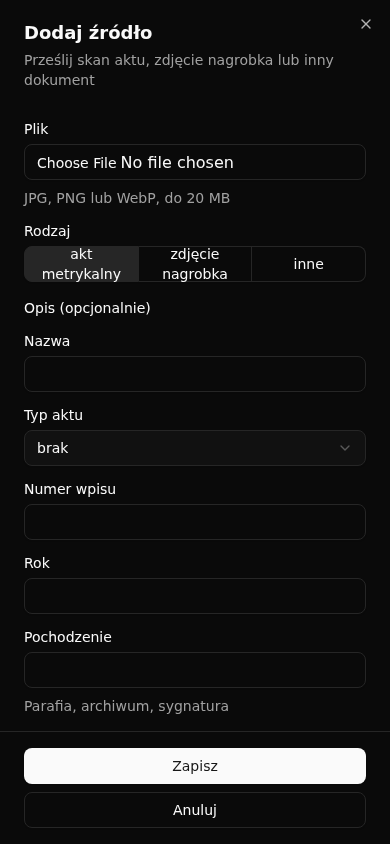 Dodaj źródło
Prześlij skan aktu, zdjęcie nagrobka lub inny
dokument
Plik
Choose File No file chosen
JPG, PNG lub WebP, do 20 MB
Rodzaj
akt
metrykalny
zdjęcie
nagrobka
inne
Opis (opcjonalnie)
Nazwa
Typ aktu
brak
Numer wpisu
Rok
Pochodzenie
Parafia, archiwum, sygnatura
Zapisz
Anuluj